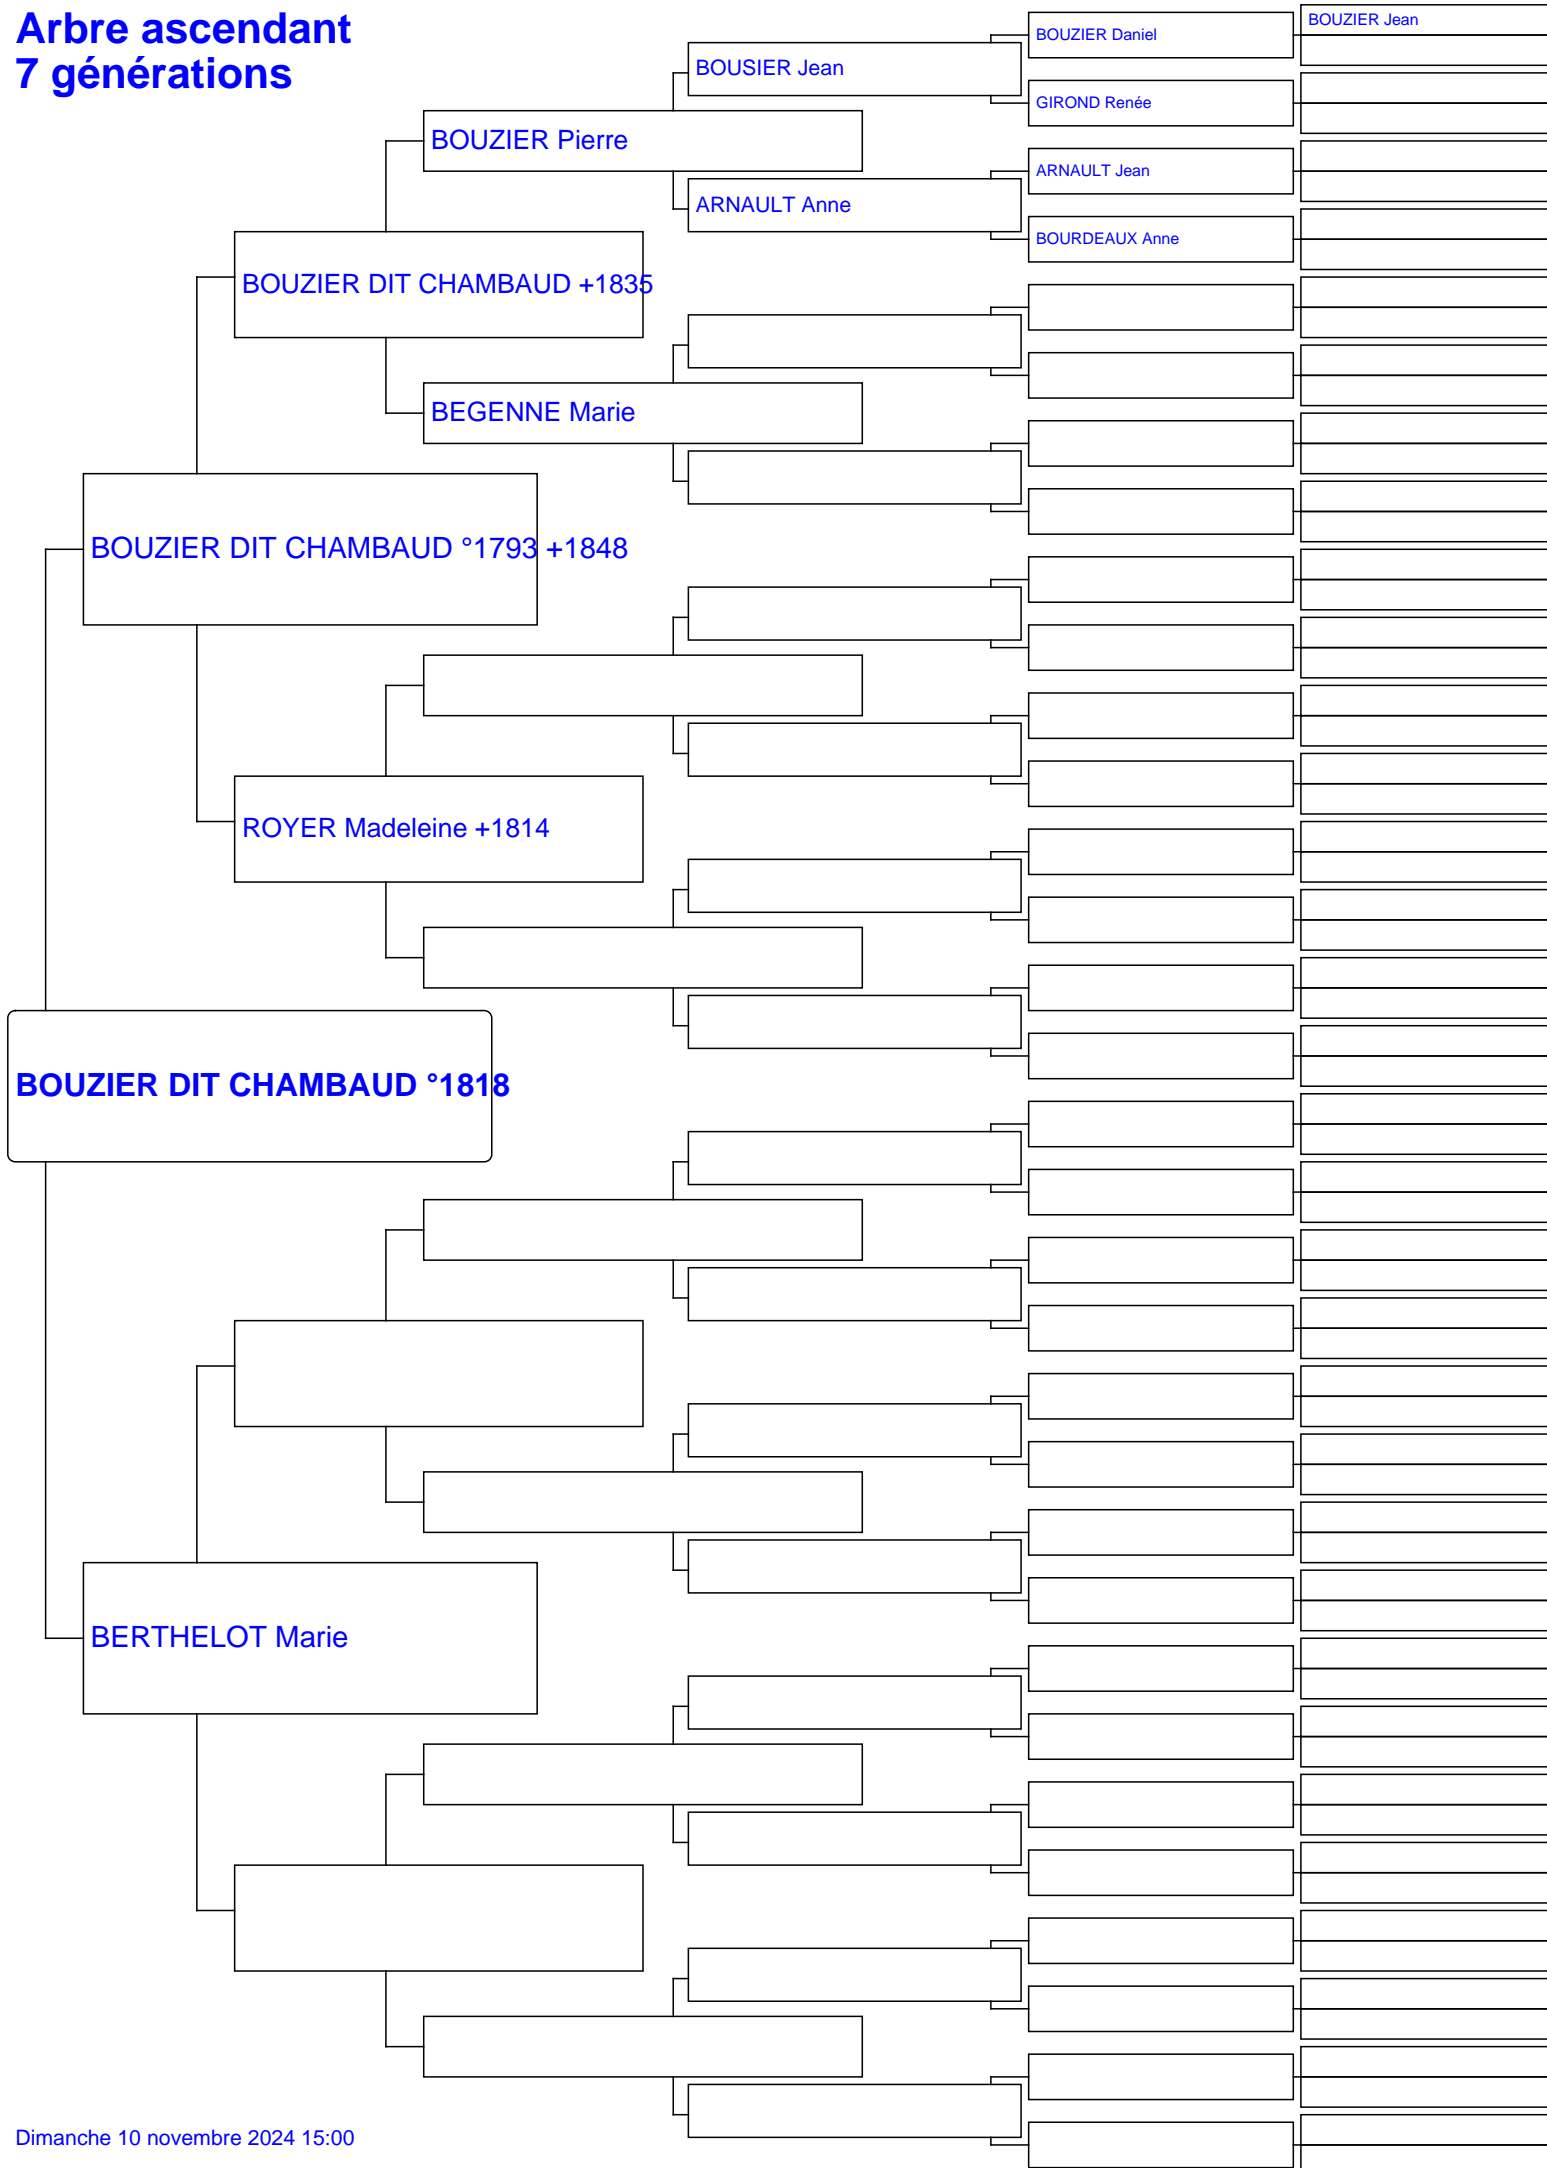 Arbre ascendant
7 générations
BOUZIER Jean
BOUZIER Daniel
BOUSIER Jean
GIROND Renée
BOUZIER Pierre
ARNAULT Jean
ARNAULT Anne
BOURDEAUX Anne
BOUZIER DIT CHAMBAUD +1835
BEGENNE Marie
BOUZIER DIT CHAMBAUD °1793 +1848
ROYER Madeleine +1814
BOUZIER DIT CHAMBAUD °1818
BERTHELOT Marie
Dimanche 10 novembre 2024 15:00